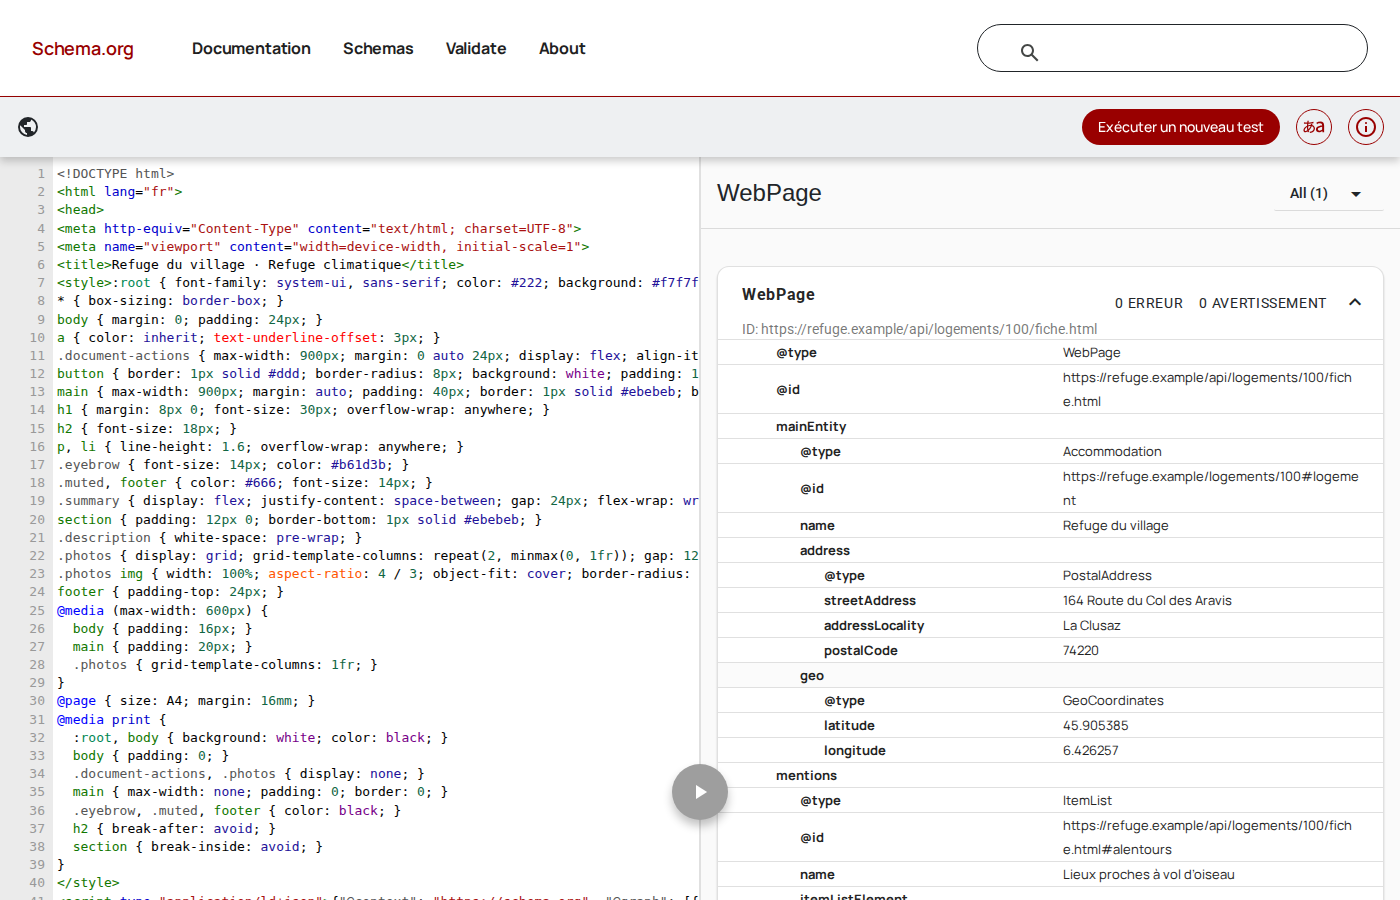 Schema.org
Documentation
Schemas
Validate
About
Exécuter un nouveau test
あa
1 <!DOCTYPE html>
2 <html lang="fr">
3 <head>
4 <meta http-equiv="Content-Type" content="text/html; charset=UTF-8">
5 <meta name="viewport" content="width=device-width, initial-scale=1">
6 <title>Refuge du village · Refuge climatique</title>
7 <style>:root { font-family: system-ui, sans-serif; color: #222; background: #f7f7f
8 * { box-sizing: border-box; }
9 body { margin: 0; padding: 24px; }
10 a { color: inherit; text-underline-offset: 3px; }
11 .document-actions { max-width: 900px; margin: 0 auto 24px; display: flex; align-it
12 button { border: 1px solid #ddd; border-radius: 8px; background: white; padding: 1
13 main { max-width: 900px; margin: auto; padding: 40px; border: 1px solid #ebebeb; b
14 h1 { margin: 8px 0; font-size: 30px; overflow-wrap: anywhere; }
15 h2 { font-size: 18px; }
16 p, li { line-height: 1.6; overflow-wrap: anywhere; }
17 .eyebrow { font-size: 14px; color: #b61d3b; }
18 .muted, footer { color: #666; font-size: 14px; }
19 .summary { display: flex; justify-content: space-between; gap: 24px; flex-wrap: wr
20 section { padding: 12px 0; border-bottom: 1px solid #ebebeb; }
21 .description { white-space: pre-wrap; }
22 .photos { display: grid; grid-template-columns: repeat(2, minmax(0, 1fr)); gap: 12
23 .photos img { width: 100%; aspect-ratio: 4 / 3; object-fit: cover; border-radius:
24 footer { padding-top: 24px; }
25 @media (max-width: 600px) {
26 body { padding: 16px; }
27 main { padding: 20px; }
28 .photos { grid-template-columns: 1fr; }
29 }
30 @page { size: A4; margin: 16mm; }
31 @media print {
32 :root, body { background: white; color: black; }
33 body { padding: 0; }
34 .document-actions, .photos { display: none; }
35 main { max-width: none; padding: 0; border: 0; }
36 .eyebrow, .muted, footer { color: black; }
37 h2 { break-after: avoid; }
38 section { break-inside: avoid; }
39 }
40 </style>
41 <script type="application/ld+json">{"@context": "https://schema.org", "@graph": [{
WebPage
All (1)
WebPage
0 ERREUR 0 AVERTISSEMENT
ID: https://refuge.example/api/logements/100/fiche.html
@type WebPage
@id https://refuge.example/api/logements/100/fich
e.html
mainEntity
@type Accommodation
@id https://refuge.example/logements/100#logeme
nt
name Refuge du village
address
@type PostalAddress
streetAddress 164 Route du Col des Aravis
addressLocality La Clusaz
postalCode 74220
geo
@type GeoCoordinates
latitude 45.905385
longitude 6.426257
mentions
@type ItemList
@id https://refuge.example/api/logements/100/fich
e.html#alentours
name Lieux proches à vol d'oiseau
itemListElement